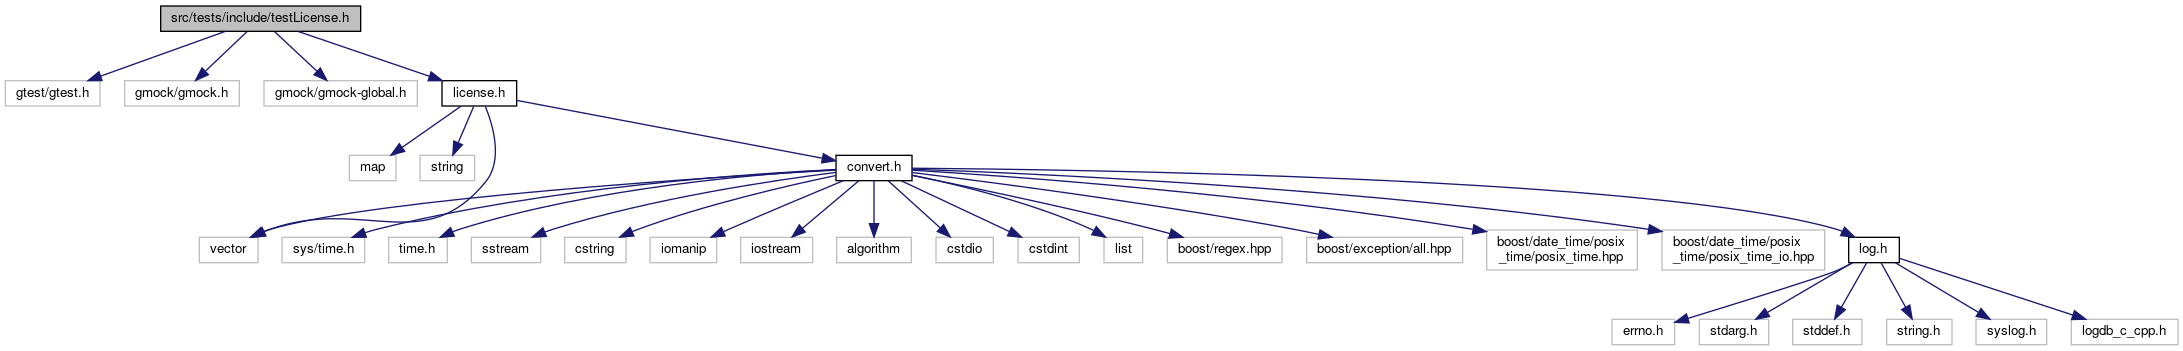 src/tests/include/testLicense.h
gtest/gtest.h
gmock/gmock.h
gmock/gmock-global.h
license.h
map
string
convert.h
vector
sys/time.h
time.h
sstream
cstring
iomanip
iostream
algorithm
cstdio
cstdint
list
boost/regex.hpp
boost/exception/all.hpp
boost/date_time/posix
_time/posix_time.hpp
boost/date_time/posix
_time/posix_time_io.hpp
log.h
errno.h
stdarg.h
stddef.h
string.h
syslog.h
logdb_c_cpp.h